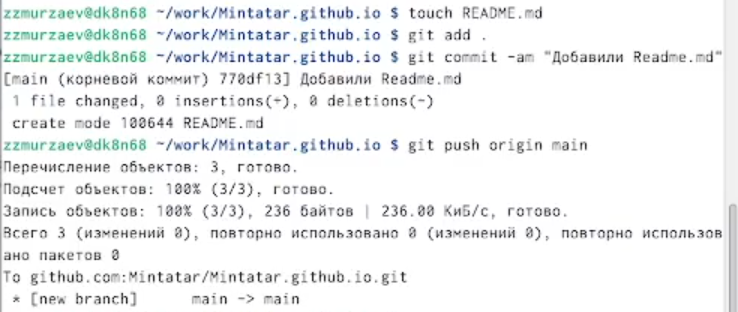 zzmurzaev@dk8n68 ~/work/Mintatar.github.io $ touch README.md
zzmurzaev@dk8n68 ~/work/Mintatar.github.io $ git add .
zzmurzaev@dk8n68 ~/work/Mintatar.github.io $ git commit -am "Добавили Readme.md"
[main (корневой коммит) 770df13] Добавили Readme.md
1 file changed, 0 insertions(+), 0 deletions(-)
create mode 100644 README.md
zzmurzaev@dk8n68 ~/work/Mintatar.github.io $ git push origin main
Перечисление объектов: 3, готово.
Подсчет объектов: 100% (3/3), готово.
Запись объектов: 100% (3/3), 236 байтов | 236.00 КиБ/с, готово.
Всего 3 (изменений 0), повторно использовано 0 (изменений 0), повторно использов
ано пакетов 0
To github.com:Mintatar/Mintatar.github.io.git
* [new branch]      main -> main